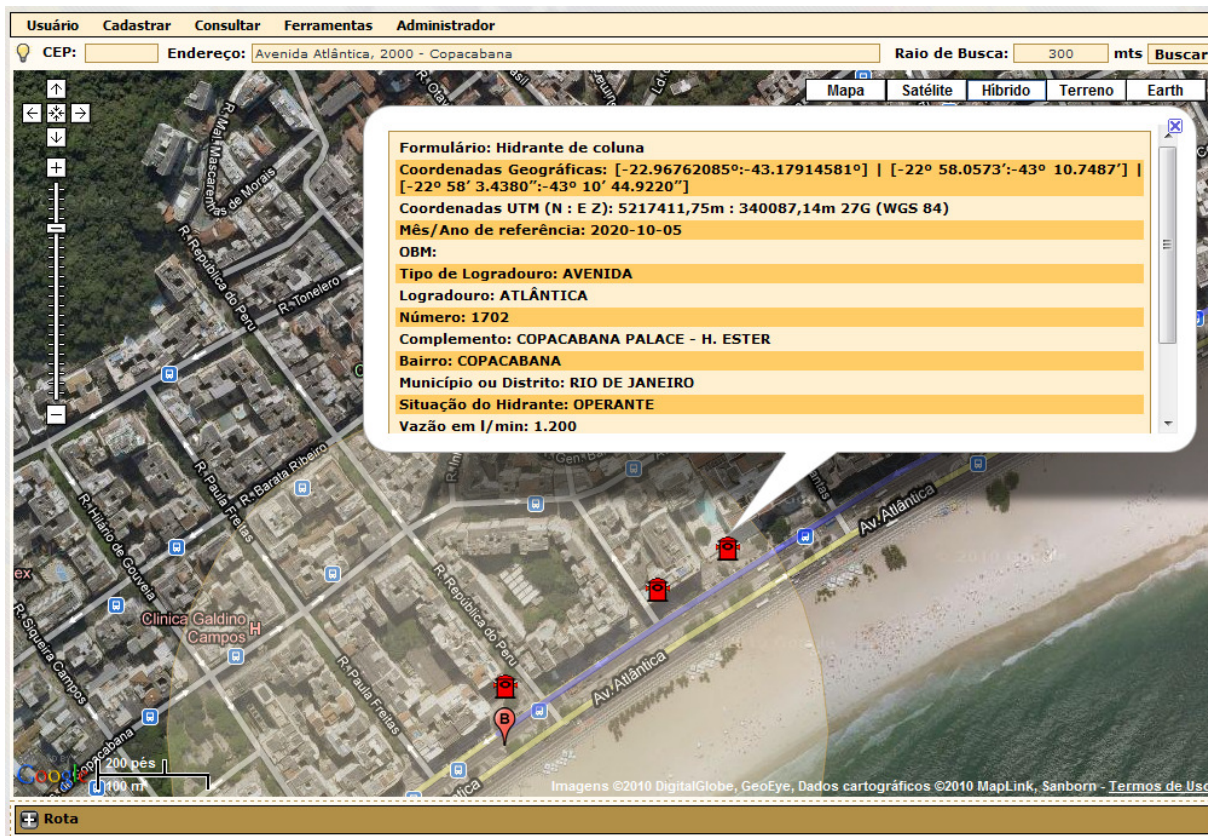 Usuário Cadastrar Consultar Ferramentas Administrador
CEP: Endereço: Avenida Atlântica, 2000 - Copacabana Raio de Busca: 300 mts Buscar
Mapa Satélite Híbrido Terreno Earth
Formulário: Hidrante de coluna
Coordenadas Geográficas: [-22.96762085º:-43.17914581º] | [-22º 58.0573′:-43º 10.7487′] |
[-22º 58′ 3.4380″:-43º 10′ 44.9220″]
Coordenadas UTM (N : E Z): 5217411,75m : 340087,14m 27G (WGS 84)
Mês/Ano de referência: 2020-10-05
OBM:
Tipo de Logradouro: AVENIDA
Logradouro: ATLÂNTICA
Número: 1702
Complemento: COPACABANA PALACE - H. ESTER
Bairro: COPACABANA
Município ou Distrito: RIO DE JANEIRO
Situação do Hidrante: OPERANTE
Vazão em l/min: 1.200
R. República do Peru
R. Tonelero
R. Barata Ribeiro
R. Paula Freitas
R. Hilário de Gouveia
R. Siqueira Campos
Av. Atlântica
Clinica Galdino
Campos
H
R. República do Peru
R. Paula Freitas
Av. Atlântica
B
Av. Atlântica
Google
200 pés
100 m
Imagens ©2010 DigitalGlobe, GeoEye, Dados cartográficos ©2010 MapLink, Sanborn - Termos de Uso
Rota